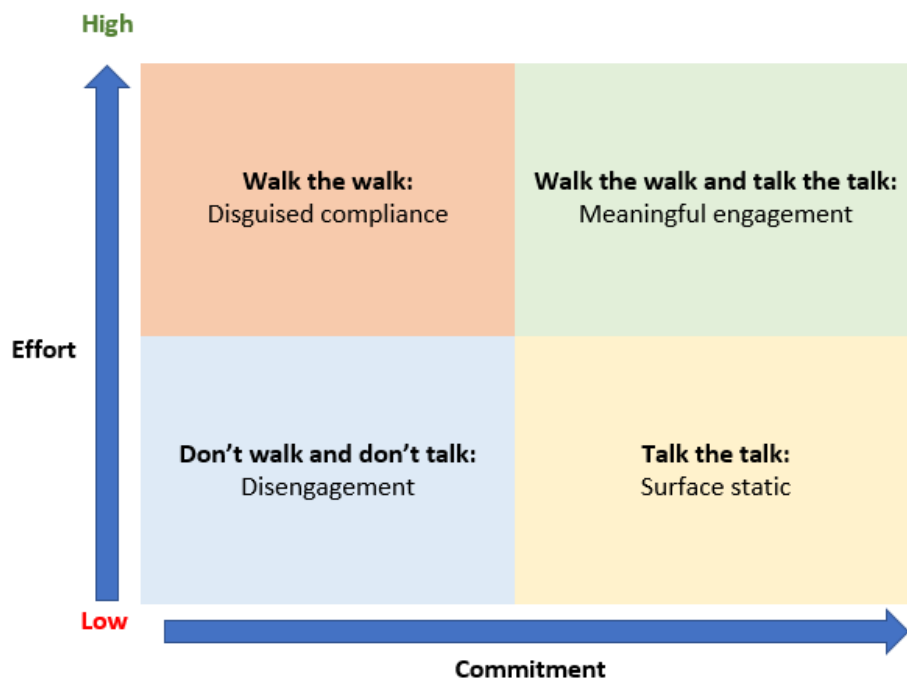 High
Walk the walk:
Disguised compliance
Walk the walk and talk the talk:
Meaningful engagement
Effort
Don’t walk and don’t talk:
Disengagement
Talk the talk:
Surface static
Low
Commitment